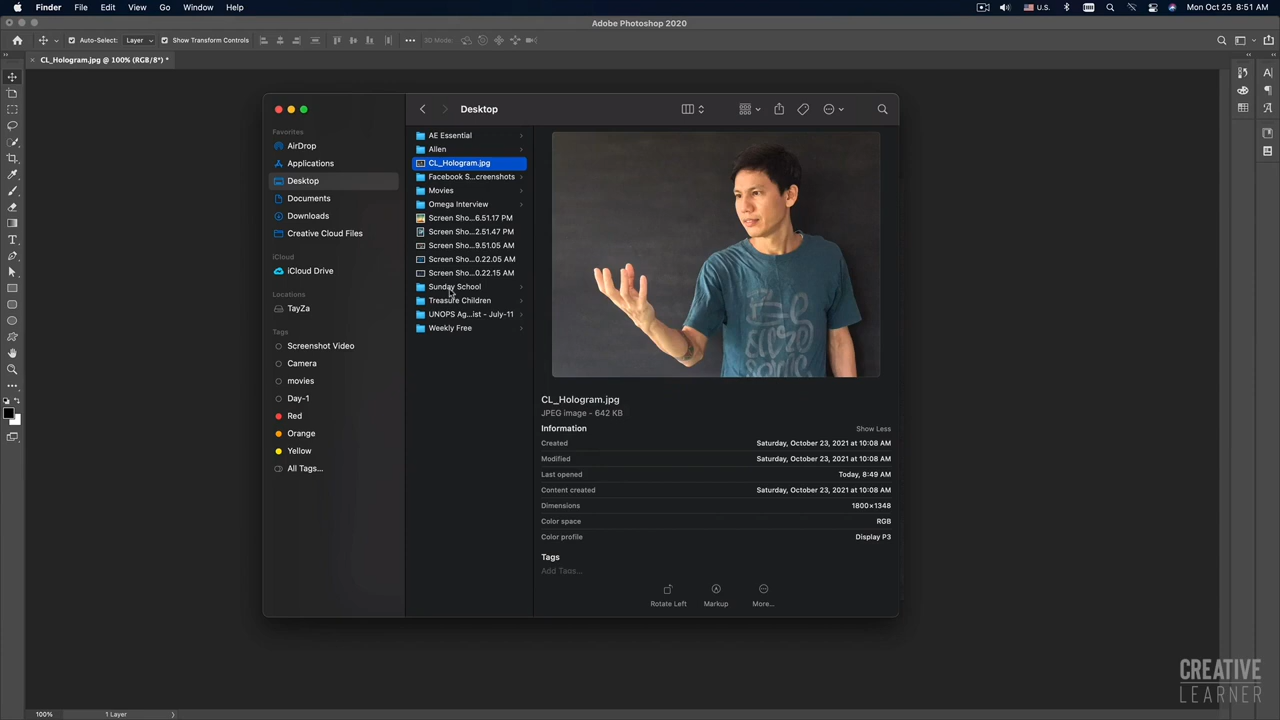 Finder File Edit View Go Window Help U.S. Mon Oct 25 8:51 AM
Adobe Photoshop 2020
Auto-Select: Layer Show Transform Controls 3D Mode:
CL_Hologram.jpg @ 100% (RGB/8*) *
Desktop
Favorites
AirDrop
Applications
Desktop
Documents
Downloads
Creative Cloud Files
iCloud
iCloud Drive
Locations
TayZa
Tags
Screenshot Video
Camera
movies
Day-1
Red
Orange
Yellow
All Tags...
AE Essential
Allen
CL_Hologram.jpg
Facebook S...creenshots
Movies
Omega Interview
Screen Sho...6.51.17 PM
Screen Sho...2.51.47 PM
Screen Sho...9.51.05 AM
Screen Sho...0.22.05 AM
Screen Sho...0.22.15 AM
Sunday School
Treasure Children
UNOPS Ag...ist - July-11
Weekly Free
CL_Hologram.jpg
JPEG image - 642 KB
Information Show Less
Created Saturday, October 23, 2021 at 10:08 AM
Modified Saturday, October 23, 2021 at 10:08 AM
Last opened Today, 8:49 AM
Content created Saturday, October 23, 2021 at 10:08 AM
Dimensions 1800×1348
Color space RGB
Color profile Display P3
Tags
Add Tags...
Rotate Left Markup More...
CREATIVE
LEARNER
100% 1 Layer